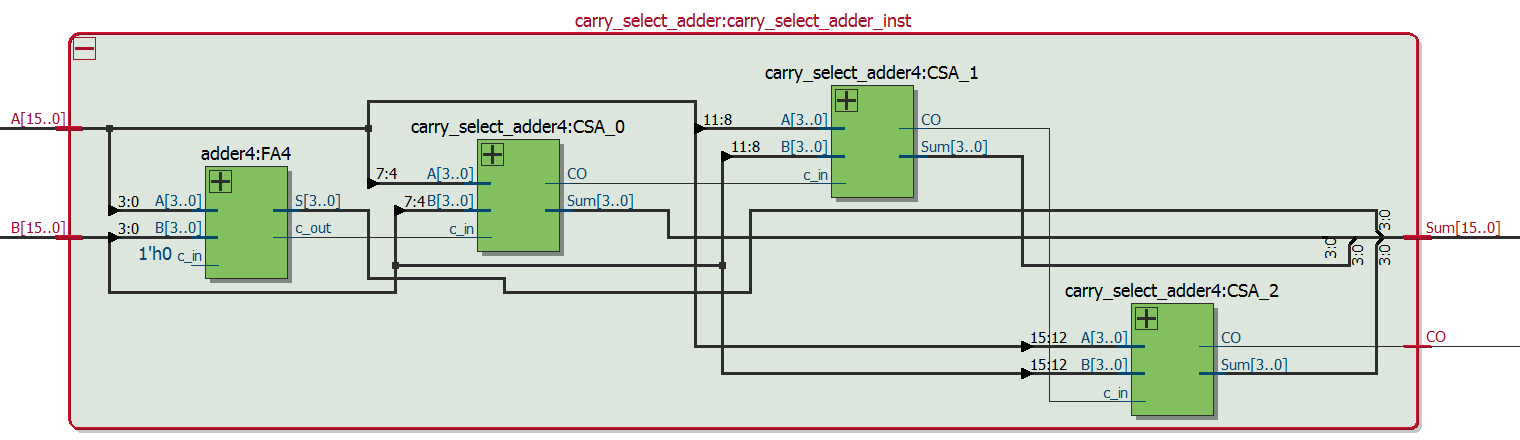 carry_select_adder:carry_select_adder_inst
carry_select_adder4:CSA_1
A[15..0]
11:8
A[3..0]
CO
carry_select_adder4:CSA_0
11:8
B[3..0]
Sum[3..0]
adder4:FA4
7:4
A[3..0]
CO
c_in
3:0
A[3..0]
S[3..0]
7:4
B[3..0]
Sum[3..0]
3:0
B[15..0]
3:0
B[3..0]
c_out
c_in
Sum[15..0]
1'h0
c_in
3:0
3:0
3:0
carry_select_adder4:CSA_2
15:12
A[3..0]
CO
CO
15:12
B[3..0]
Sum[3..0]
c_in